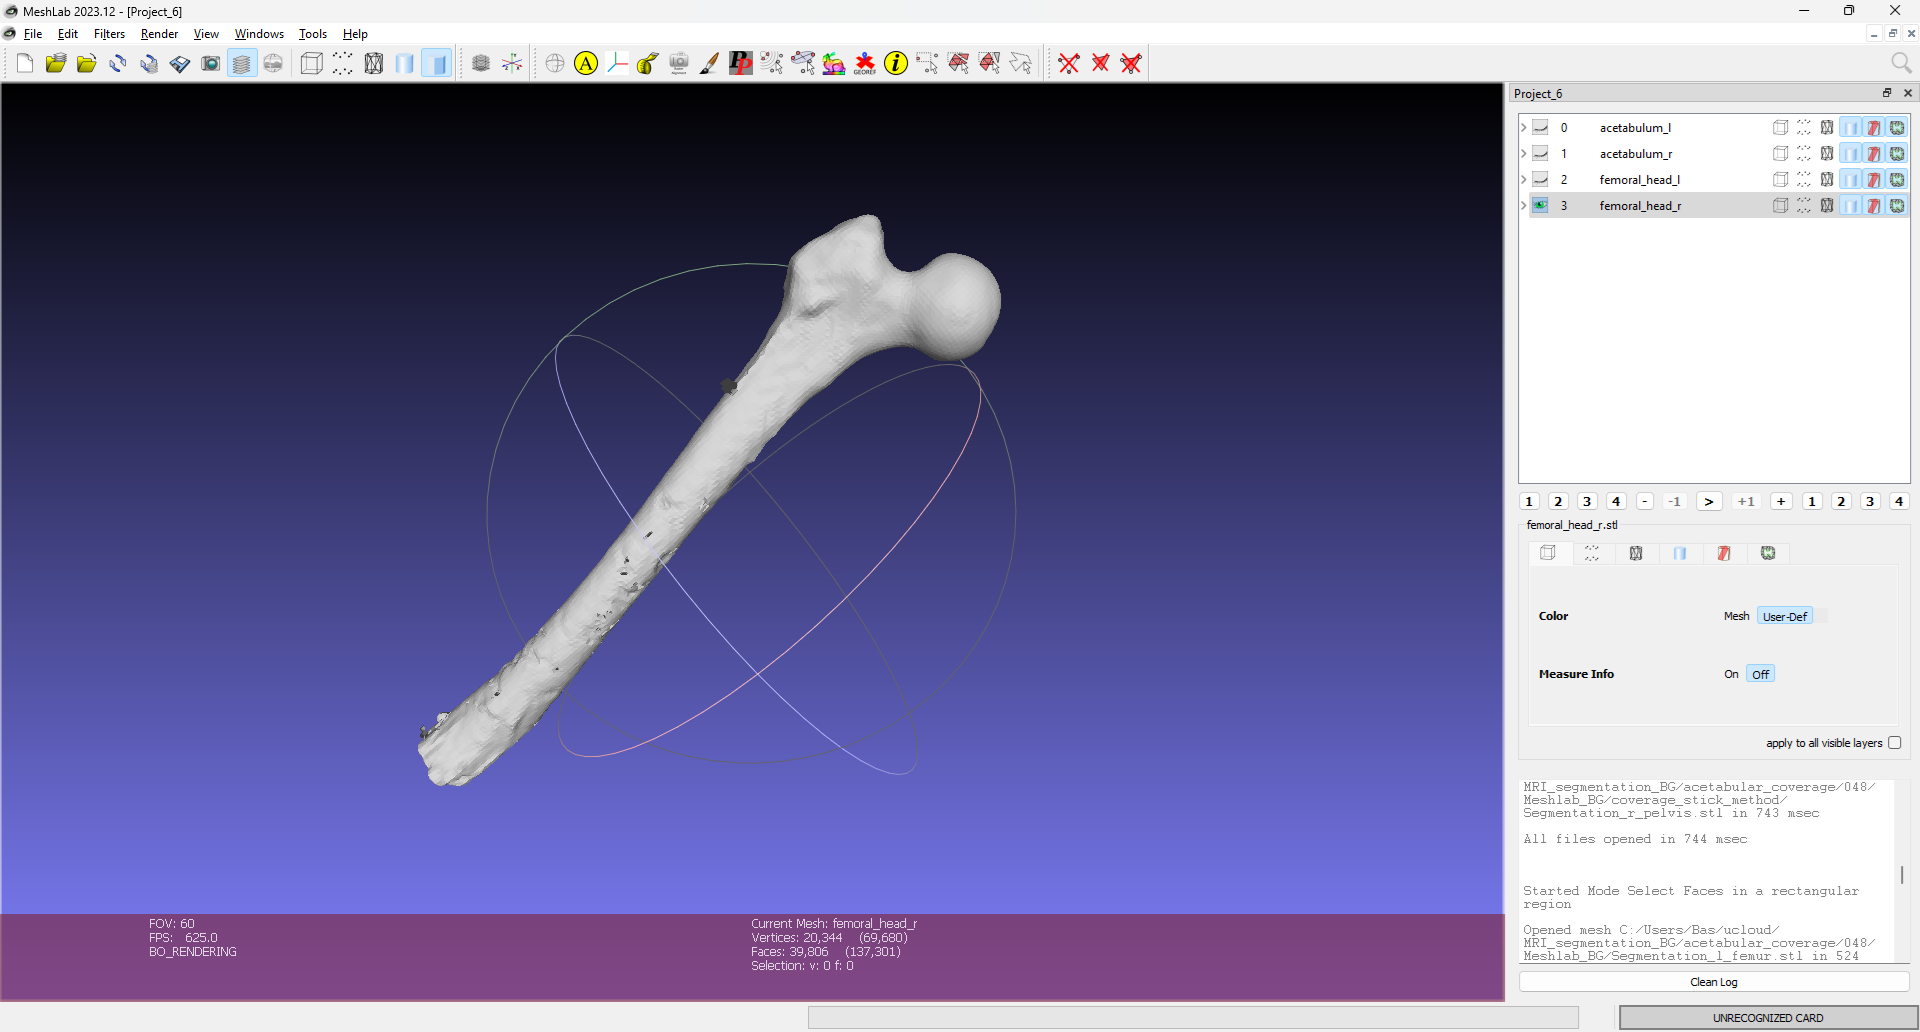 MeshLab 2023.12 - [Project_6]
File Edit Filters Render View Windows Tools Help
A PP GEOREF i
Project_6
0 acetabulum_l
1 acetabulum_r
2 femoral_head_l
3 femoral_head_r
1 2 3 4 - -1 > +1 + 1 2 3 4
femoral_head_r.stl
Color Mesh User-Def
Measure Info On Off
apply to all visible layers
MRI_segmentation_BG/acetabular_coverage/048/
Meshlab_BG/coverage_stick_method/
Segmentation_r_pelvis.stl in 743 msec
All files opened in 744 msec
Started Mode Select Faces in a rectangular
region
Opened mesh C:/Users/Bas/ucloud/
MRI_segmentation_BG/acetabular_coverage/048/
Meshlab_BG/Segmentation_l_femur.stl in 524
Clean Log
FOV: 60
FPS: 625.0
BO_RENDERING
Current Mesh: femoral_head_r
Vertices: 20,344 (69,680)
Faces: 39,806 (137,301)
Selection: v: 0 f: 0
UNRECOGNIZED CARD